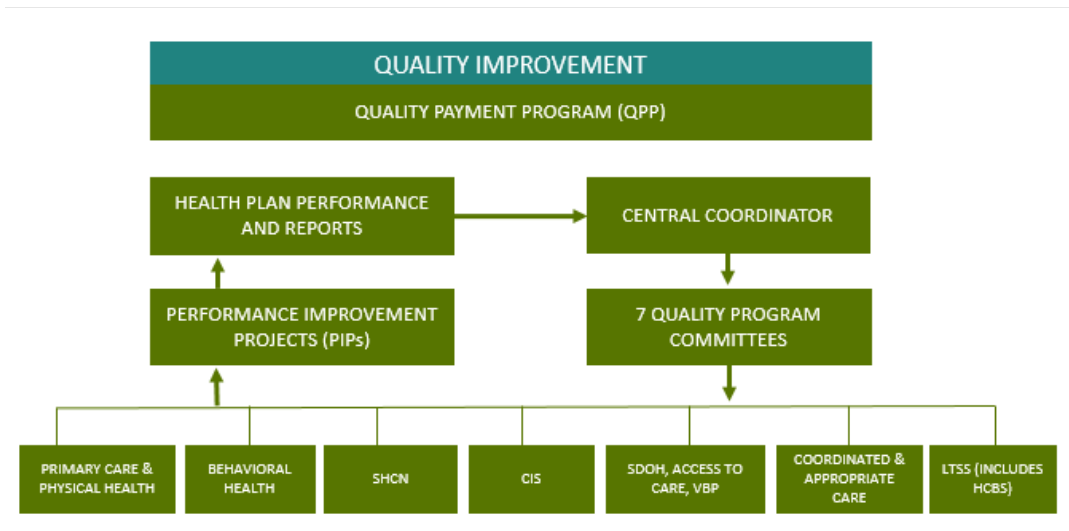 QUALITY IMPROVEMENT
QUALITY PAYMENT PROGRAM (QPP)
HEALTH PLAN PERFORMANCE
AND REPORTS
CENTRAL COORDINATOR
PERFORMANCE IMPROVEMENT
PROJECTS (PIPs)
7 QUALITY PROGRAM
COMMITTEES
PRIMARY CARE &
PHYSICAL HEALTH
BEHAVIORAL
HEALTH
SHCN
CIS
SDOH, ACCESS TO
CARE, VBP
COORDINATED &
APPROPRIATE
CARE
LTSS (INCLUDES
HCBS)